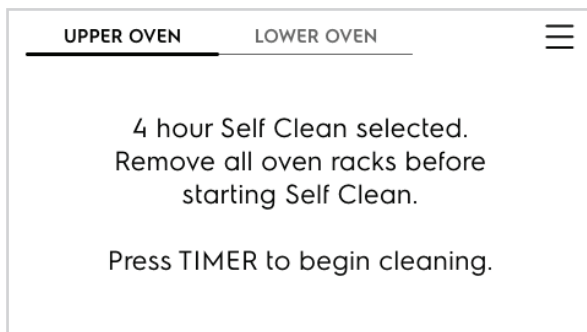 UPPER OVEN LOWER OVEN
4 hour Self Clean selected.
Remove all oven racks before
starting Self Clean.
Press TIMER to begin cleaning.